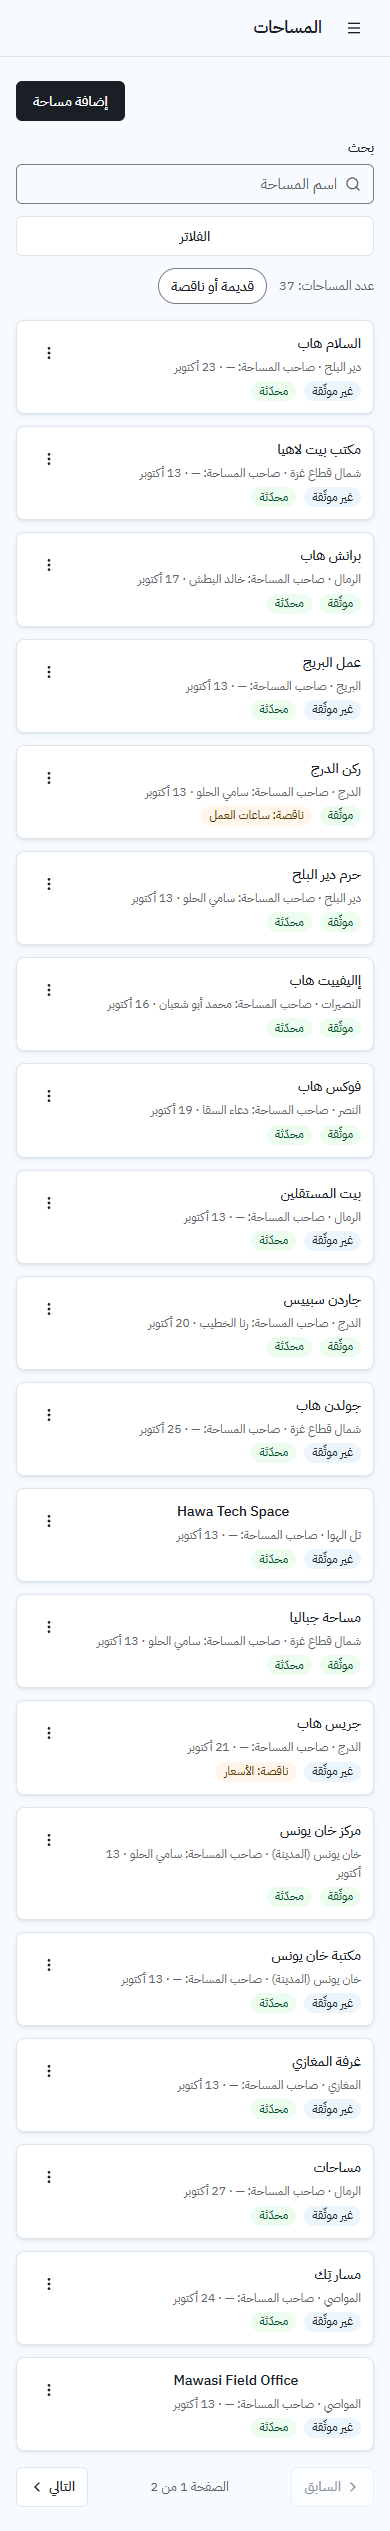 المساحات
إضافة مساحة
بحث
اسم المساحة
الفلاتر
عدد المساحات: 37
قديمة أو ناقصة
السلام هاب
دير البلح · صاحب المساحة: — · 23 أكتوبر
غير موثّقة محدّثة
مكتب بيت لاهيا
شمال قطاع غزة · صاحب المساحة: — · 13 أكتوبر
غير موثّقة محدّثة
برانش هاب
الرمال · صاحب المساحة: خالد البطش · 17 أكتوبر
موثّقة محدّثة
عمل البريج
البريج · صاحب المساحة: — · 13 أكتوبر
غير موثّقة محدّثة
ركن الدرج
الدرج · صاحب المساحة: سامي الحلو · 13 أكتوبر
موثّقة ناقصة: ساعات العمل
حرم دير البلح
دير البلح · صاحب المساحة: سامي الحلو · 13 أكتوبر
موثّقة محدّثة
إاليفييت هاب
النصيرات · صاحب المساحة: محمد أبو شعبان · 16 أكتوبر
موثّقة محدّثة
فوكس هاب
النصر · صاحب المساحة: دعاء السقا · 19 أكتوبر
موثّقة محدّثة
بيت المستقلين
الرمال · صاحب المساحة: — · 13 أكتوبر
غير موثّقة محدّثة
جاردن سبييس
الدرج · صاحب المساحة: رنا الخطيب · 20 أكتوبر
موثّقة محدّثة
جولدن هاب
شمال قطاع غزة · صاحب المساحة: — · 25 أكتوبر
غير موثّقة محدّثة
Hawa Tech Space
تل الهوا · صاحب المساحة: — · 13 أكتوبر
غير موثّقة محدّثة
مساحة جباليا
شمال قطاع غزة · صاحب المساحة: سامي الحلو · 13 أكتوبر
موثّقة محدّثة
جريس هاب
الدرج · صاحب المساحة: — · 21 أكتوبر
غير موثّقة ناقصة: الأسعار
مركز خان يونس
خان يونس (المدينة) · صاحب المساحة: سامي الحلو · 13
أكتوبر
موثّقة محدّثة
مكتبة خان يونس
خان يونس (المدينة) · صاحب المساحة: — · 13 أكتوبر
غير موثّقة محدّثة
غرفة المغازي
المغازي · صاحب المساحة: — · 13 أكتوبر
غير موثّقة محدّثة
مساحات
الرمال · صاحب المساحة: — · 27 أكتوبر
غير موثّقة محدّثة
مسار تِك
المواصي · صاحب المساحة: — · 24 أكتوبر
غير موثّقة محدّثة
Mawasi Field Office
المواصي · صاحب المساحة: — · 13 أكتوبر
غير موثّقة محدّثة
السابق
الصفحة 1 من 2
التالي